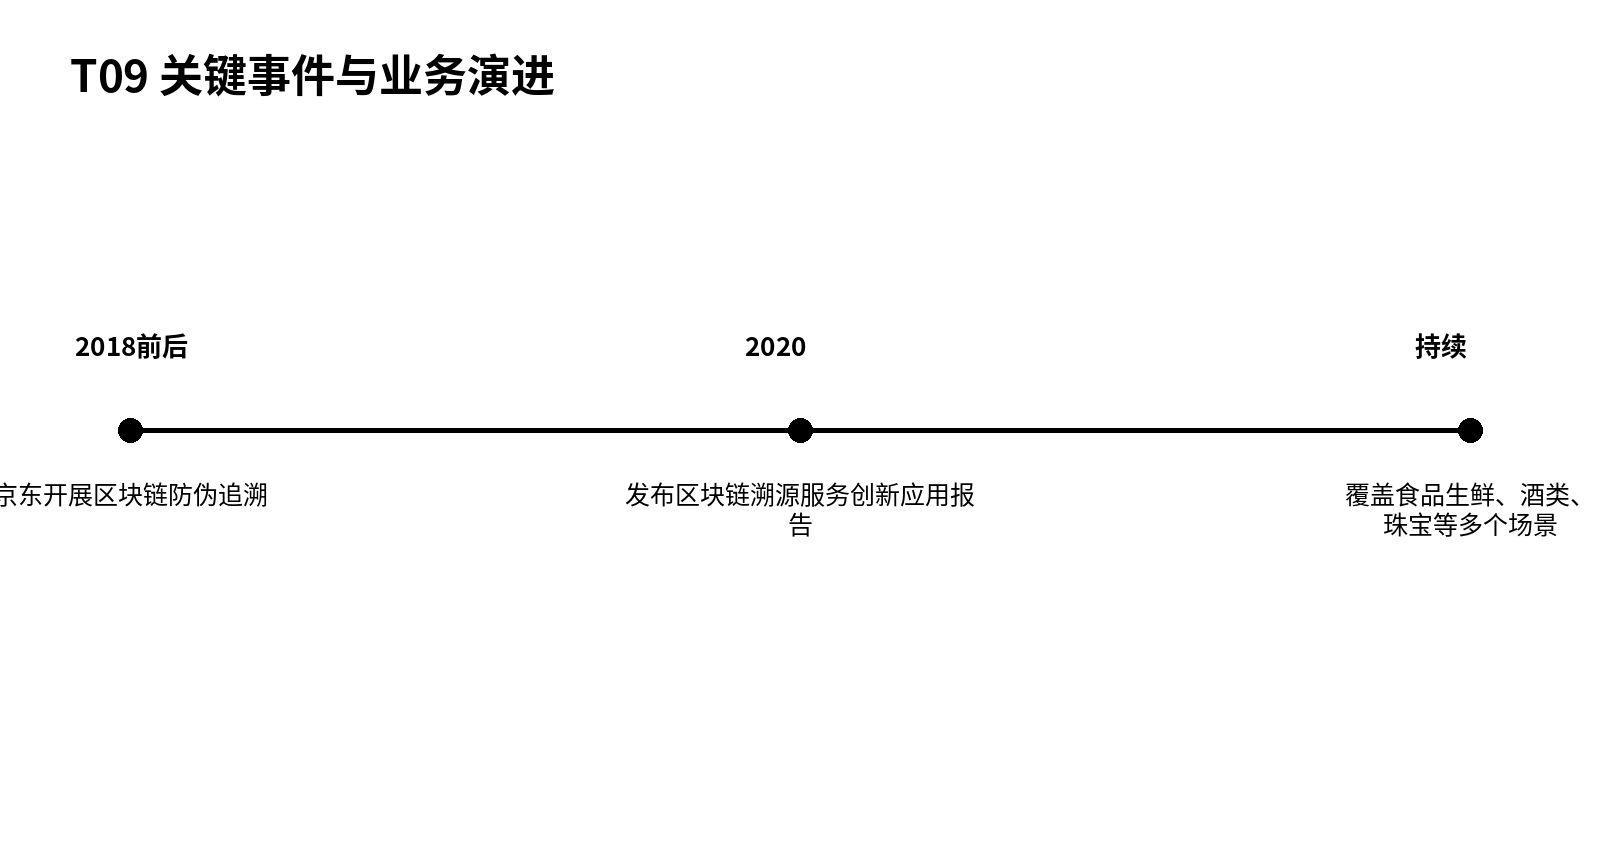 T09 关键事件与业务演进
2018前后
2020
持续
京东开展区块链防伪追溯
发布区块链溯源服务创新应用报
告
覆盖食品生鲜、酒类、
珠宝等多个场景